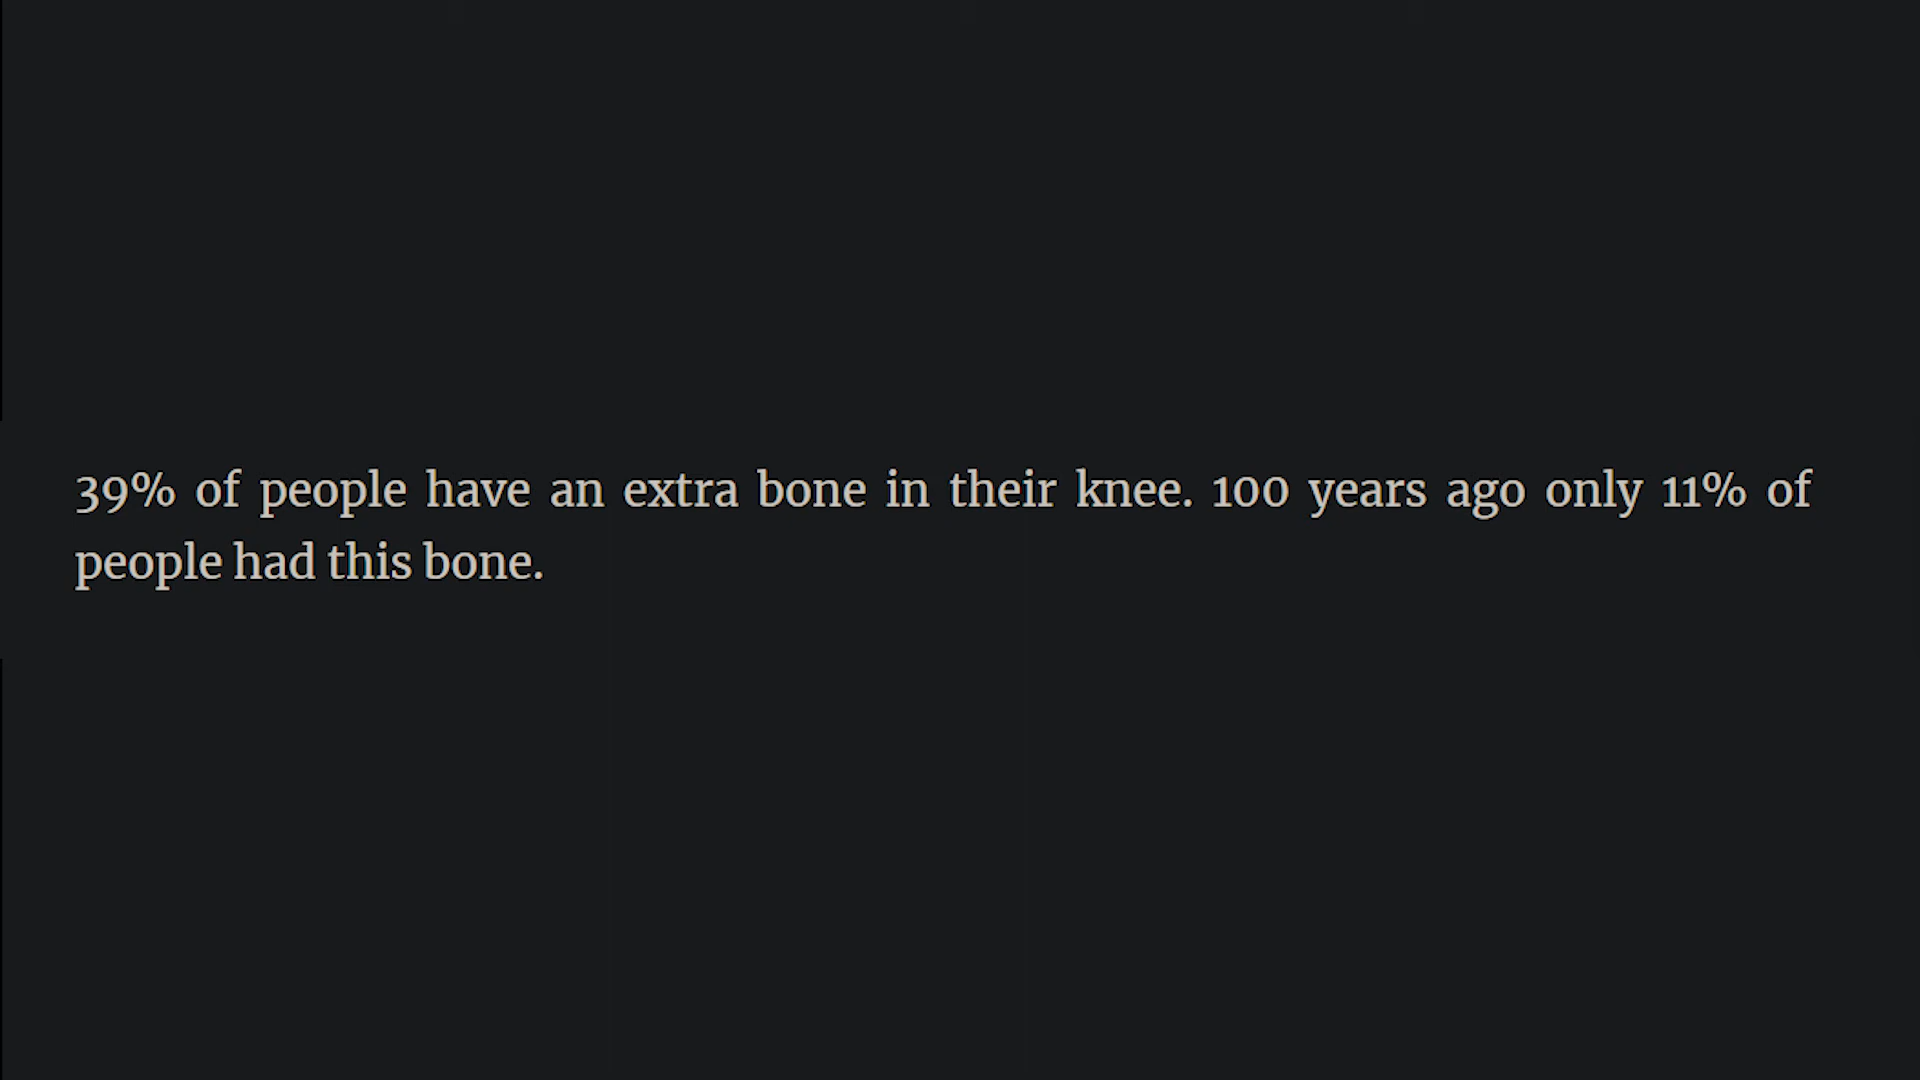 39% of people have an extra bone in their knee. 100 years ago only 11% of
people had this bone.